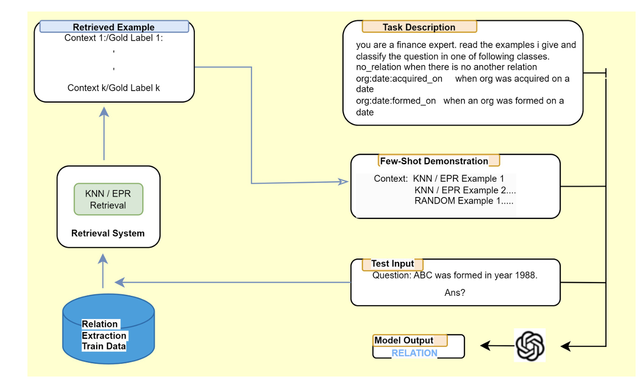 Retrieved Example
Context 1:/Gold Label 1:
,
,
Context k/Gold Label k
Task Description
you are a finance expert. read the examples i give and
classify the question in one of following classes.
no_relation when there is no another relation
org:date:acquired_on when org was acquired on a
date
org:date:formed_on when an org was formed on a
date
Few-Shot Demonstration
Context: KNN / EPR Example 1
KNN / EPR Example 2....
RANDOM Example 1.....
KNN / EPR
Retrieval
Retrieval System
Test Input
Question: ABC was formed in year 1988.
Ans?
Relation
Extraction
Train Data
Model Output
RELATION